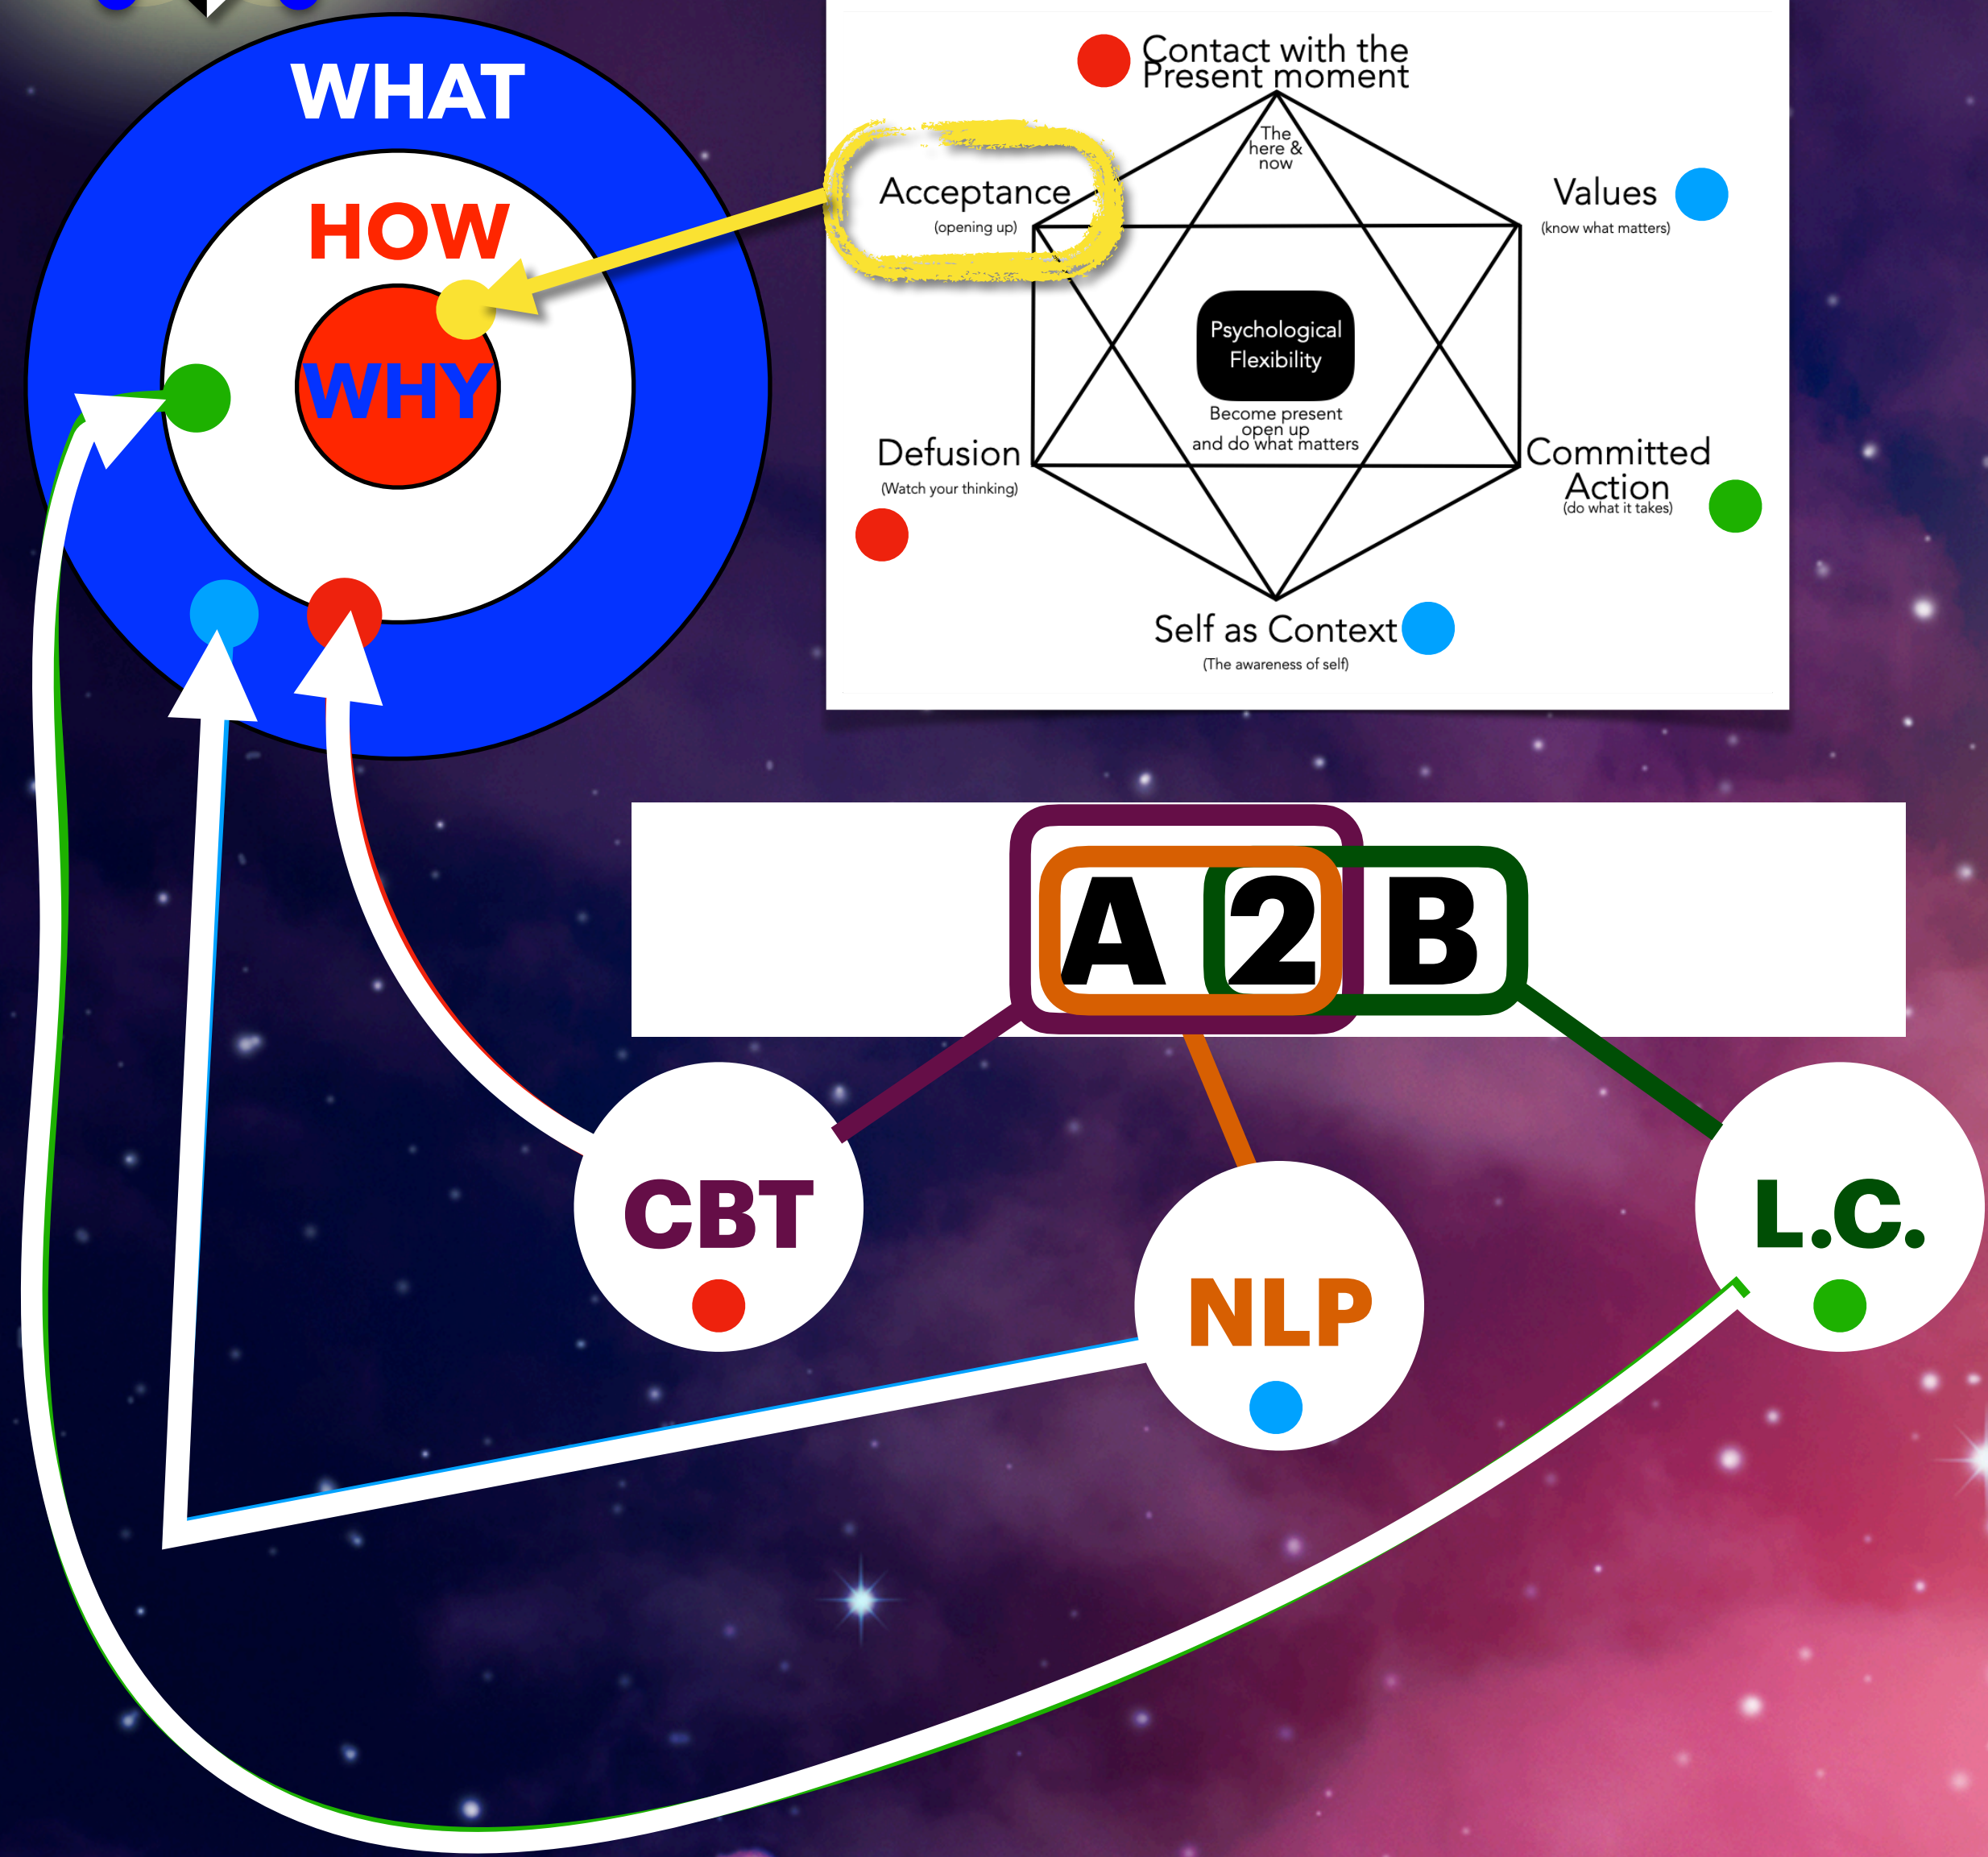 WHAT
HOW
WHY
Contact with the
Present moment
The
here &
now
Acceptance
(opening up)
Values
(know what matters)
Psychological
Flexibility
Become present
open up
and do what matters
Defusion
(Watch your thinking)
Committed
Action
(do what it takes)
Self as Context
(The awareness of self)
A 2 B
CBT
NLP
L.C.